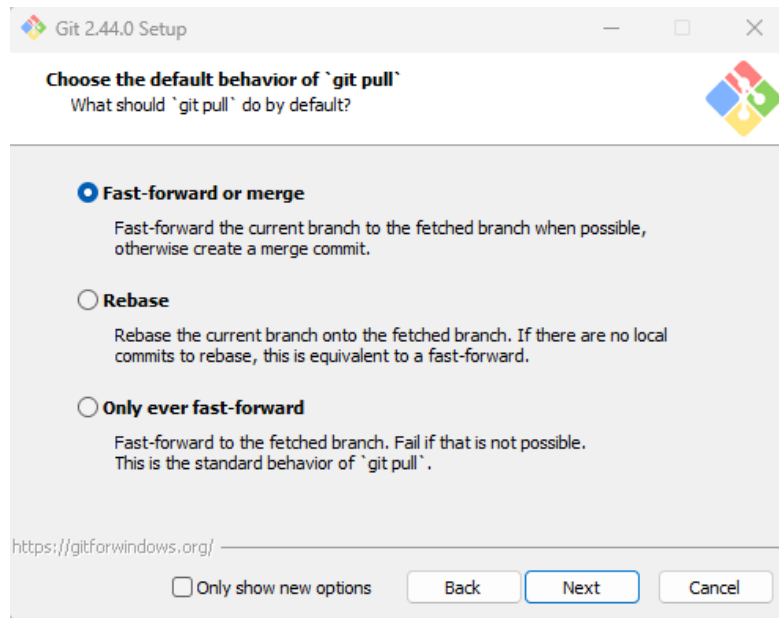 Git 2.44.0 Setup
Choose the default behavior of `git pull`
What should `git pull` do by default?
Fast-forward or merge
Fast-forward the current branch to the fetched branch when possible,
otherwise create a merge commit.
Rebase
Rebase the current branch onto the fetched branch. If there are no local
commits to rebase, this is equivalent to a fast-forward.
Only ever fast-forward
Fast-forward to the fetched branch. Fail if that is not possible.
This is the standard behavior of `git pull`.
https://gitforwindows.org/
Only show new options Back Next Cancel